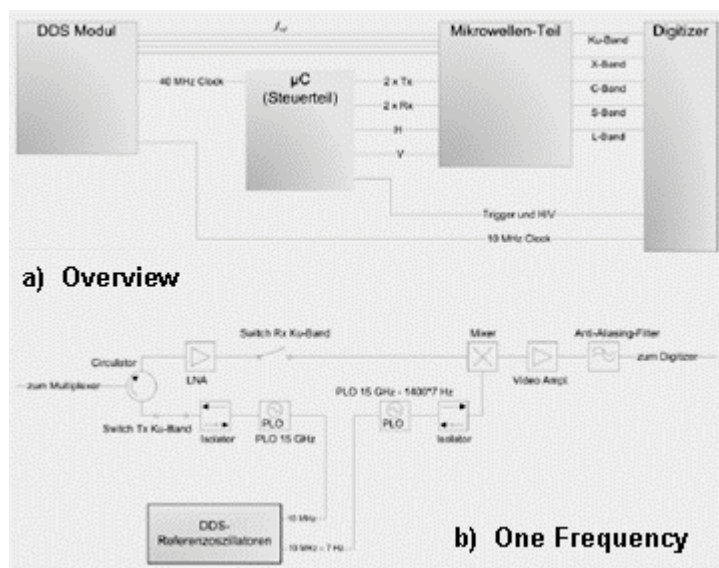 DDS Modul
Mikrowellen-Teil
Digitizer
Ku-Band
X-Band
C-Band
S-Band
L-Band
40 MHz Clock
µC
(Steuerteil)
2 x Tx
2 x Rx
H
V
Trigger und H/V
10 MHz Clock
a) Overview
Switch Rx Ku-Band
Mixer
Anti-Aliasing-Filter
Circulator
zum Multiplexer
LNA
Video Ampl.
zum Digitizer
PLO 15 GHz - 1400*7 Hz
Switch Tx Ku-Band
Isolator
PLO
PLO 15 GHz
PLO
Isolator
DDS-
Referenzoszillatoren
10 MHz
10 MHz - 7 Hz
b) One Frequency